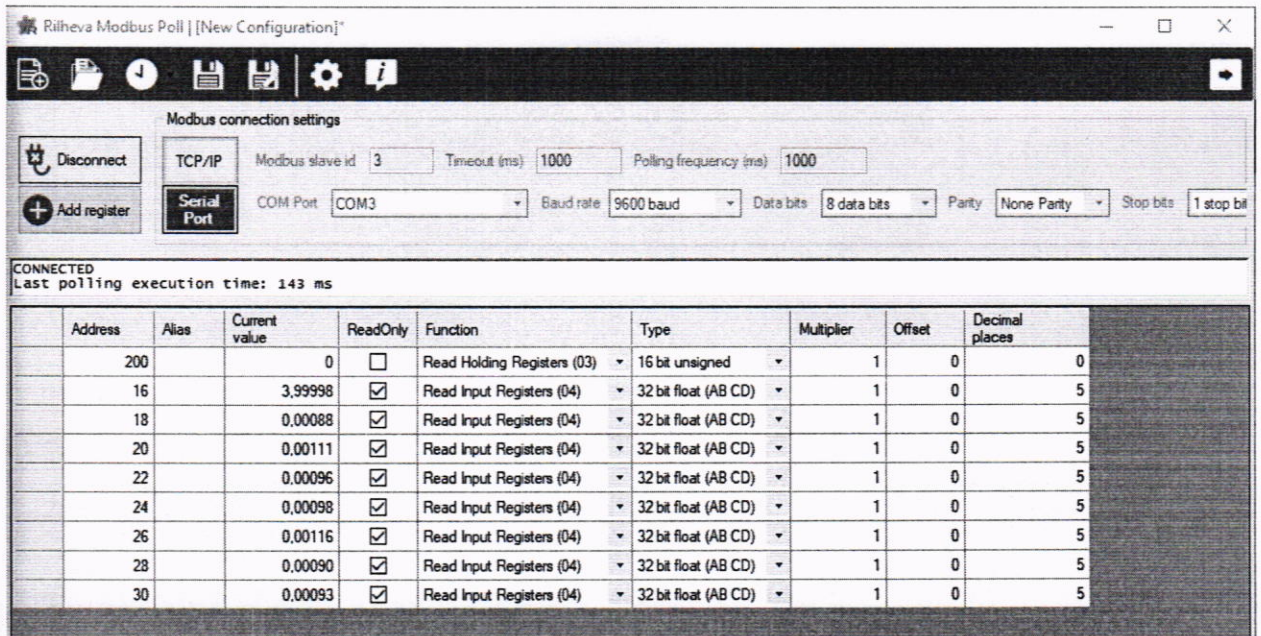 Rilheva Modbus Poll | [New Configuration]*
Modbus connection settings
Disconnect TCP/IP Modbus slave id 3 Timeout (ms) 1000 Polling frequency (ms) 1000
Add register Serial Port COM Port COM3 Baud rate 9600 baud Data bits 8 data bits Parity None Parity Stop bits 1 stop bit
CONNECTED
Last polling execution time: 143 ms
Address Alias Current value ReadOnly Function Type Multiplier Offset Decimal places
200 0 Read Holding Registers (03) 16 bit unsigned 1 0 0
16 3,99998 Read Input Registers (04) 32 bit float (AB CD) 1 0 5
18 0,00088 Read Input Registers (04) 32 bit float (AB CD) 1 0 5
20 0,00111 Read Input Registers (04) 32 bit float (AB CD) 1 0 5
22 0,00096 Read Input Registers (04) 32 bit float (AB CD) 1 0 5
24 0,00098 Read Input Registers (04) 32 bit float (AB CD) 1 0 5
26 0,00116 Read Input Registers (04) 32 bit float (AB CD) 1 0 5
28 0,00090 Read Input Registers (04) 32 bit float (AB CD) 1 0 5
30 0,00093 Read Input Registers (04) 32 bit float (AB CD) 1 0 5